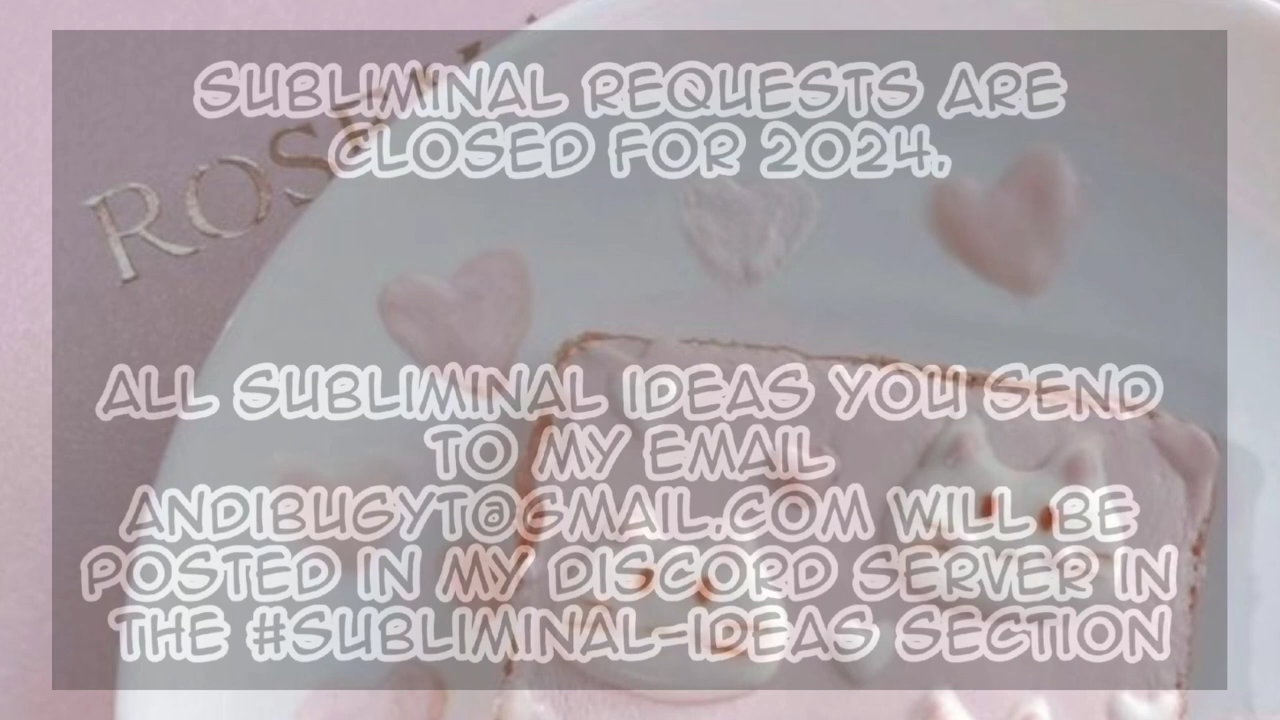 SUBLIMINAL REQUESTS ARE
CLOSED FOR 2024.
ROSE
ALL SUBLIMINAL IDEAS YOU SEND
TO MY EMAIL
ANDIBUGYT@GMAIL.COM WILL BE
POSTED IN MY DISCORD SERVER IN
THE #SUBLIMINAL-IDEAS SECTION